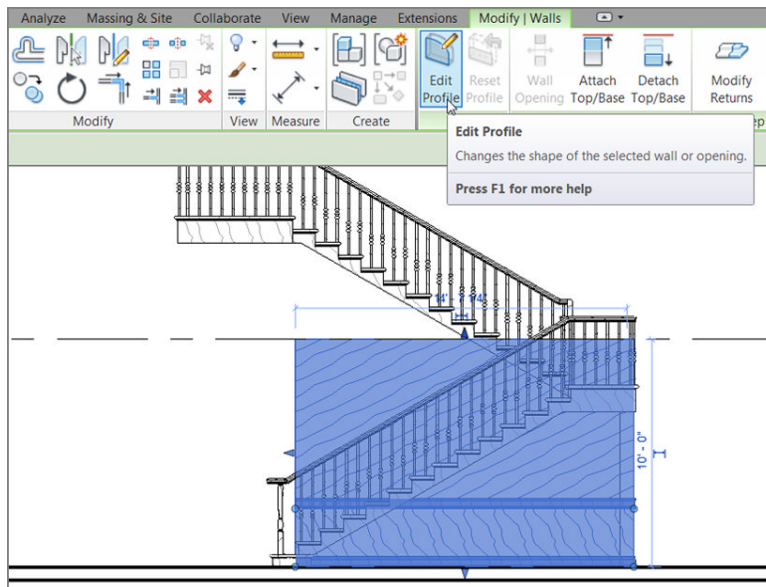 Analyze Massing & Site Collaborate View Manage Extensions Modify | Walls
Edit Profile
Reset Profile
Wall Opening
Attach Top/Base
Detach Top/Base
Modify Returns
Modify View Measure Create
Edit Profile
Changes the shape of the selected wall or opening.
Press F1 for more help
10' - 0"